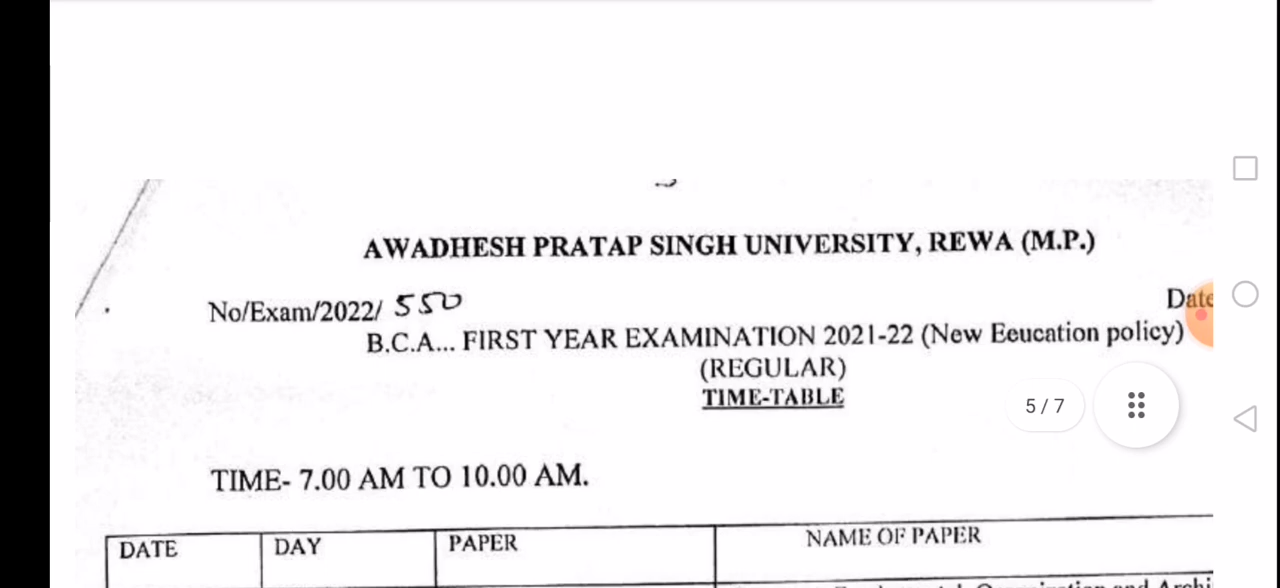 AWADHESH PRATAP SINGH UNIVERSITY, REWA (M.P.)
No/Exam/2022/ 550
Date
B.C.A... FIRST YEAR EXAMINATION 2021-22 (New Eeucation policy)
(REGULAR)
TIME-TABLE
5 / 7
TIME- 7.00 AM TO 10.00 AM.
DATE DAY PAPER NAME OF PAPER